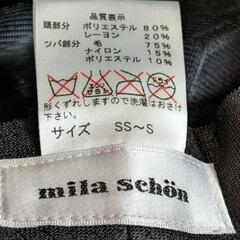 品質表示
頭部分 ポリエステル 80%
レーヨン 20%
ツバ部分 毛 75%
ナイロン 15%
ポリエステル 10%
形くずれしますので洗濯はお避け
下さい。
サイズ SS～S
mila schön